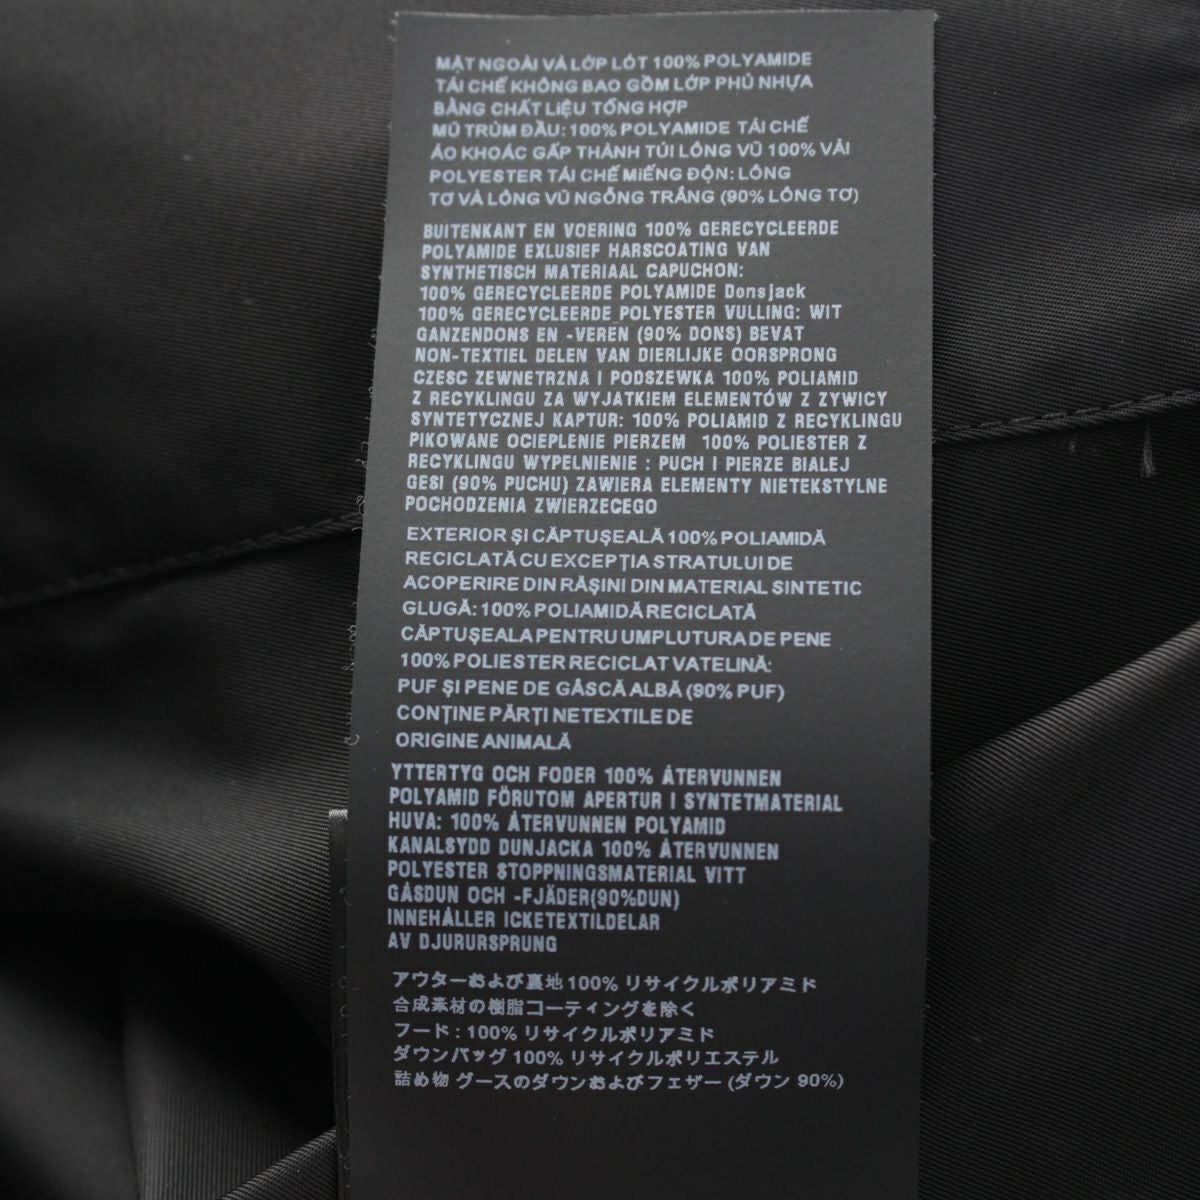 MẶT NGOÀI VÀ LỚP LÓT 100% POLYAMIDE
TÁI CHẾ KHÔNG BAO GỒM LỚP PHỦ NHỰA
BẰNG CHẤT LIỆU TỔNG HỢP
MŨ TRÙM ĐẦU: 100% POLYAMIDE TÁI CHẾ
ÁO KHOÁC GẤP THÀNH TÚI LÔNG VŨ 100% VẢI
POLYESTER TÁI CHẾ MIẾNG ĐỘN: LÔNG
TƠ VÀ LÔNG VŨ NGỖNG TRẮNG (90% LÔNG TƠ)
BUITENKANT EN VOERING 100% GERECYCLEERDE
POLYAMIDE EXLUSIEF HARSCOATING VAN
SYNTHETISCH MATERIAAL CAPUCHON:
100% GERECYCLEERDE POLYAMIDE Donsjack
100% GERECYCLEERDE POLYESTER VULLING: WIT
GANZENDONS EN -VEREN (90% DONS) BEVAT
NON-TEXTIEL DELEN VAN DIERLIJKE OORSPRONG
CZESC ZEWNETRZNA I PODSZEWKA 100% POLIAMID
Z RECYKLINGU ZA WYJATKIEM ELEMENTÓW Z ZYWICY
SYNTETYCZNEJ KAPTUR: 100% POLIAMID Z RECYKLINGU
PIKOWANE OCIEPLENIE PIERZEM 100% POLIESTER Z
RECYKLINGU WYPELNIENIE : PUCH I PIERZE BIALEJ
GESI (90% PUCHU) ZAWIERA ELEMENTY NIETEKSTYLNE
POCHODZENIA ZWIERZECEGO
EXTERIOR ȘI CĂPTUȘEALĂ 100% POLIAMIDĂ
RECICLATĂ CU EXCEPȚIA STRATULUI DE
ACOPERIRE DIN RĂȘINI DIN MATERIAL SINTETIC
GLUGĂ: 100% POLIAMIDĂ RECICLATĂ
CĂPTUȘEALA PENTRU UMPLUTURA DE PENE
100% POLIESTER RECICLAT VATELINĂ:
PUF ȘI PENE DE GÂSCĂ ALBĂ (90% PUF)
CONȚINE PĂRȚI NETEXTILE DE
ORIGINE ANIMALĂ
YTTERTYG OCH FODER 100% ÅTERVUNNEN
POLYAMID FÖRUTOM APERTUR I SYNTETMATERIAL
HUVA: 100% ÅTERVUNNEN POLYAMID
KANALSYDD DUNJACKA 100% ÅTERVUNNEN
POLYESTER STOPPNINGSMATERIAL VITT
GÅSDUN OCH -FJÄDER(90%DUN)
INNEHÅLLER ICKETEXTILDELAR
AV DJURURSPRUNG
アウターおよび裏地 100% リサイクルポリアミド
合成素材の樹脂コーティングを除く
フード : 100% リサイクルポリアミド
ダウンバッグ 100% リサイクルポリエステル
詰め物 グースのダウンおよびフェザー (ダウン 90%)